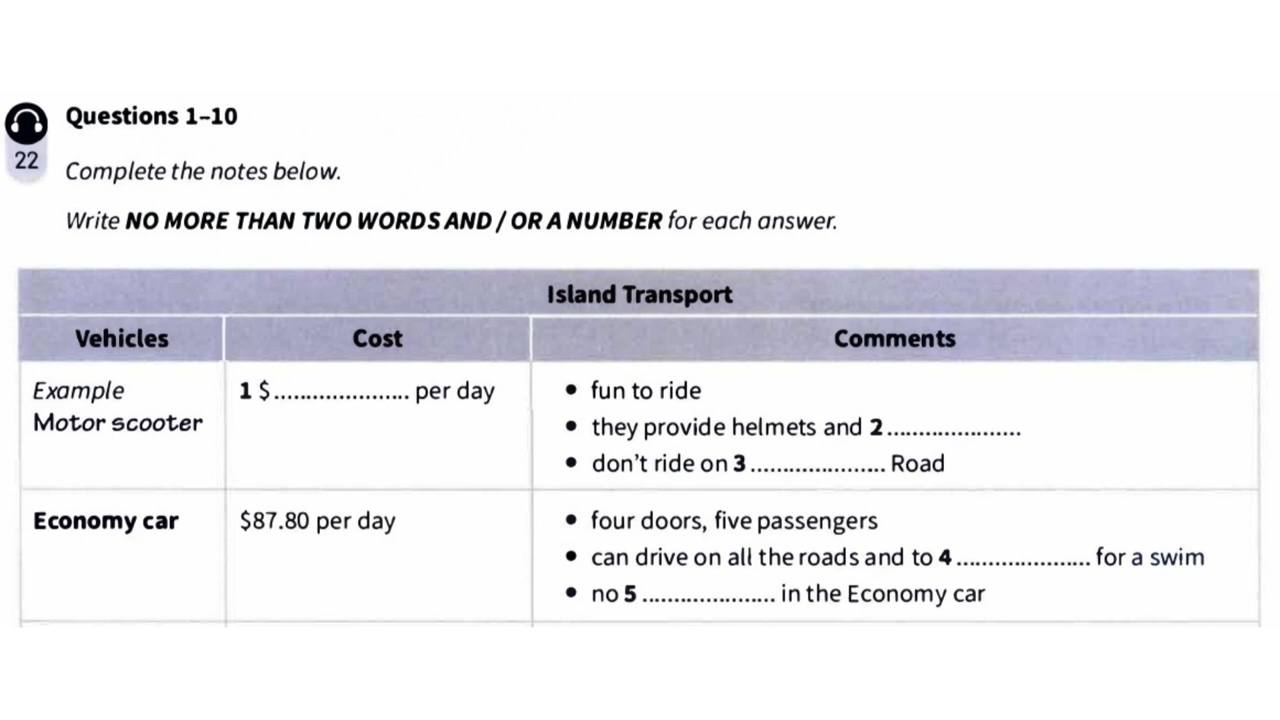 Questions 1–10
22
Complete the notes below.
Write NO MORE THAN TWO WORDS AND / OR A NUMBER for each answer.
Island Transport
Vehicles Cost Comments
Example
Motor scooter
1 $..................... per day
• fun to ride
• they provide helmets and 2 .....................
• don't ride on 3 ..................... Road
Economy car
$87.80 per day
• four doors, five passengers
• can drive on all the roads and to 4 ..................... for a swim
• no 5 ..................... in the Economy car